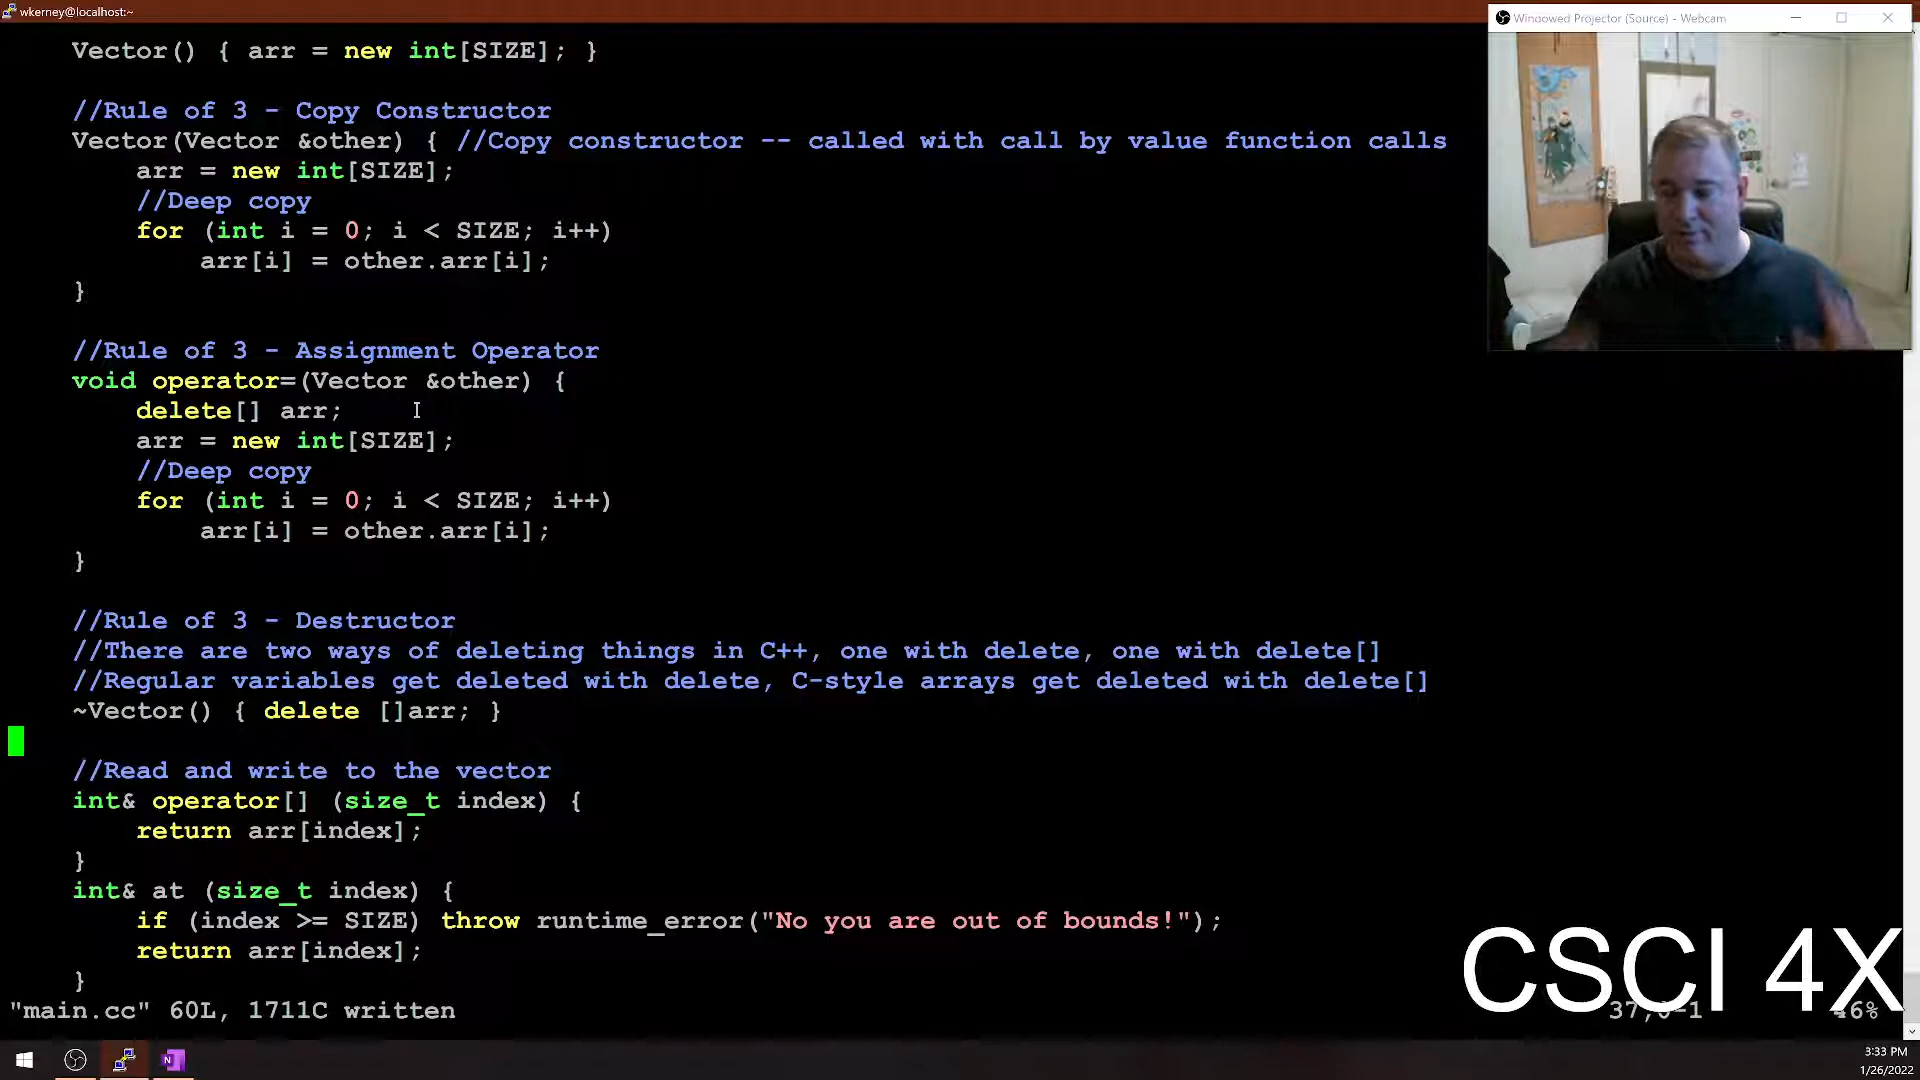 wkerney@localhost:~
Windowed Projector (Source) - Webcam
    Vector() { arr = new int[SIZE]; }
    //Rule of 3 - Copy Constructor
    Vector(Vector &other) { //Copy constructor -- called with call by value function calls
        arr = new int[SIZE];
        //Deep copy
        for (int i = 0; i < SIZE; i++)
            arr[i] = other.arr[i];
    }
    //Rule of 3 - Assignment Operator
    void operator=(Vector &other) {
        delete[] arr;
        arr = new int[SIZE];
        //Deep copy
        for (int i = 0; i < SIZE; i++)
            arr[i] = other.arr[i];
    }
    //Rule of 3 - Destructor
    //There are two ways of deleting things in C++, one with delete, one with delete[]
    //Regular variables get deleted with delete, C-style arrays get deleted with delete[]
    ~Vector() { delete []arr; }
    //Read and write to the vector
    int& operator[] (size_t index) {
        return arr[index];
    }
    int& at (size_t index) {
        if (index >= SIZE) throw runtime_error("No you are out of bounds!");
        return arr[index];
    }
CSCI 4X
"main.cc" 60L, 1711C written
3:33 PM
1/26/2022